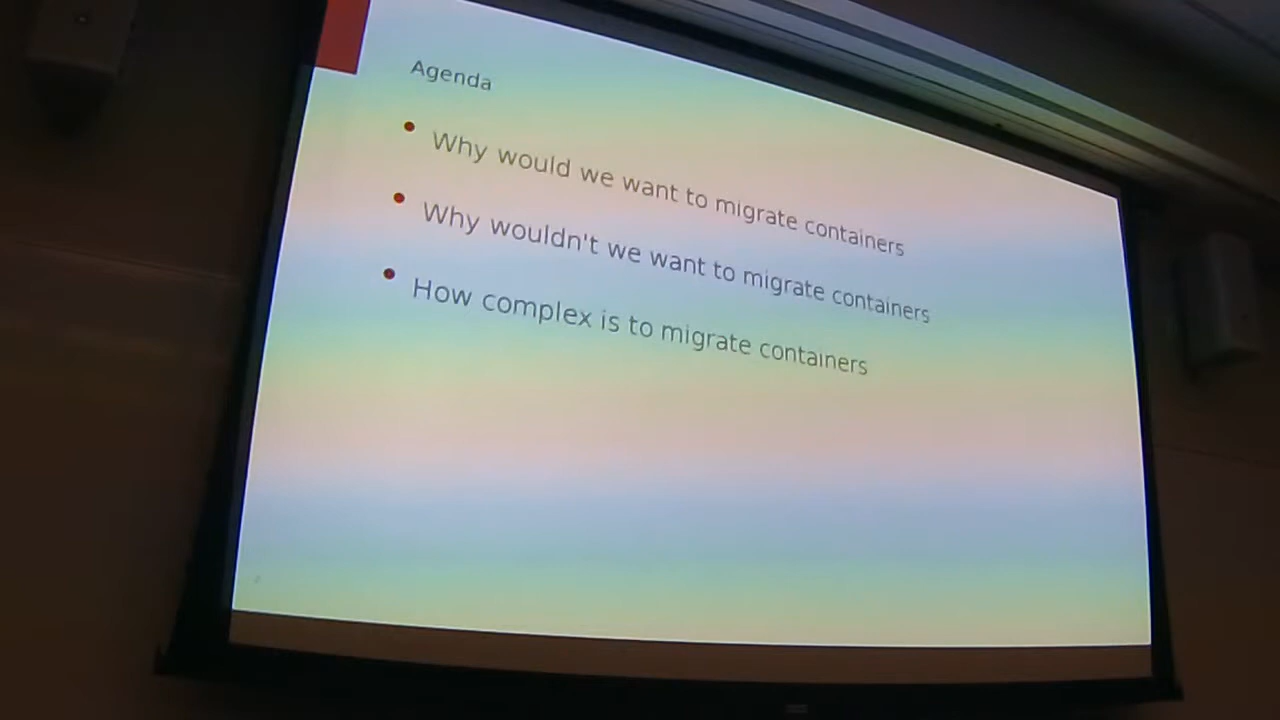 Agenda
Why would we want to migrate containers
Why wouldn't we want to migrate containers
How complex is to migrate containers